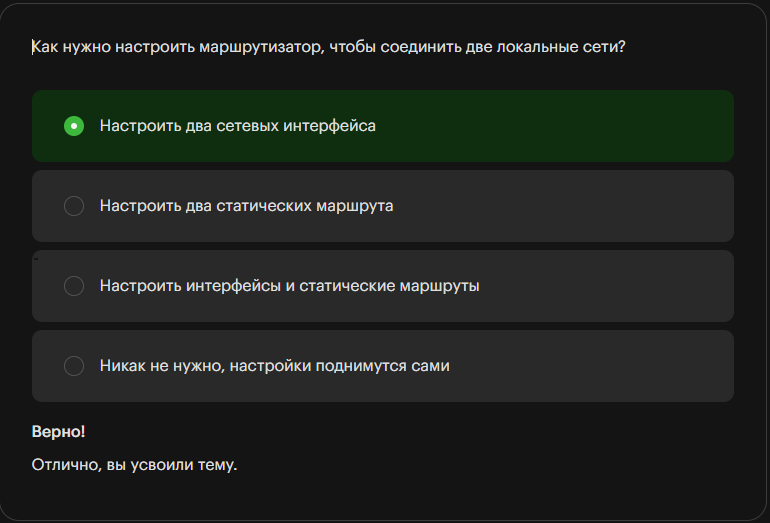 Как нужно настроить маршрутизатор, чтобы соединить две локальные сети?
Настроить два сетевых интерфейса
Настроить два статических маршрута
Настроить интерфейсы и статические маршруты
Никак не нужно, настройки поднимутся сами
Верно!
Отлично, вы усвоили тему.